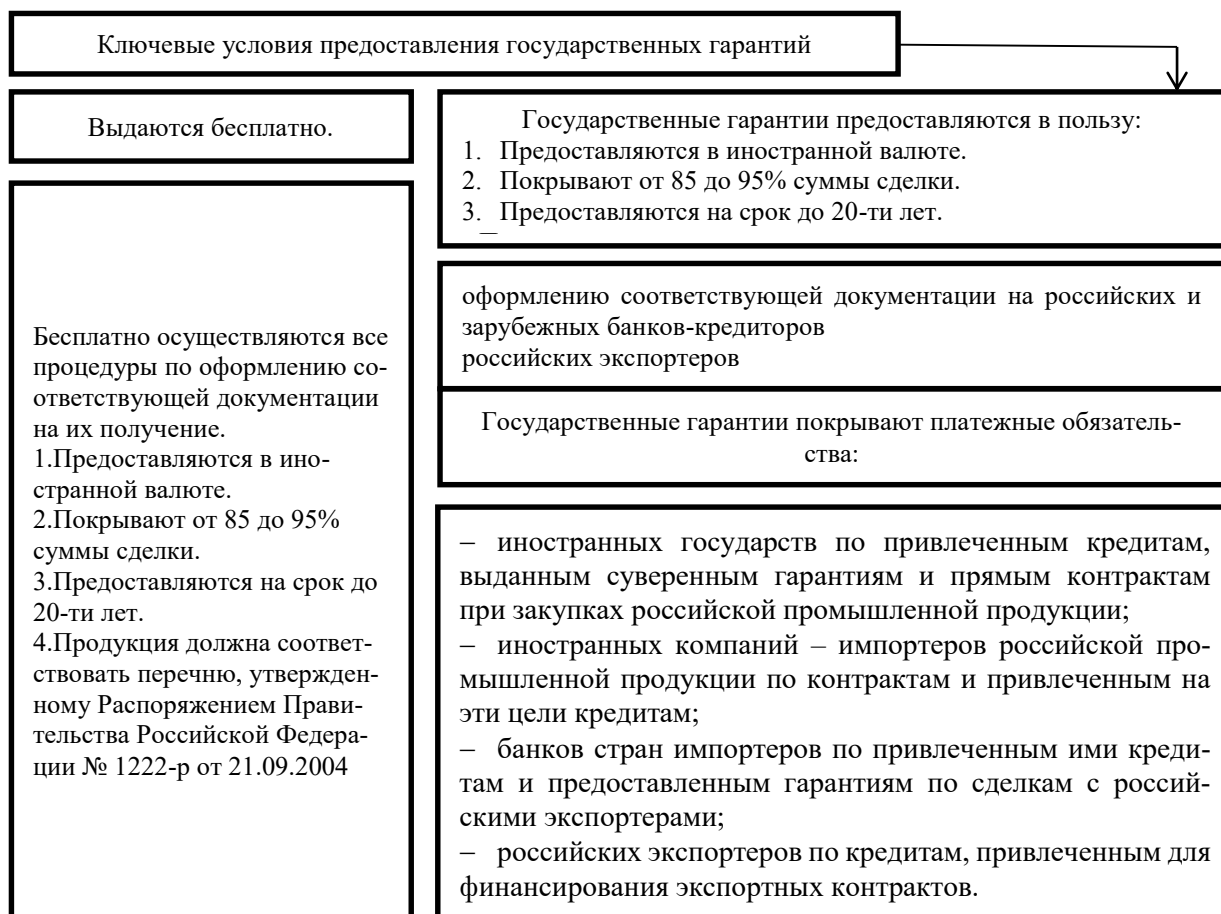 Ключевые условия предоставления государственных гарантий
Выдаются бесплатно.
Бесплатно осуществляются все
процедуры по оформлению со-
ответствующей документации
на их получение.
1.Предоставляются в ино-
странной валюте.
2.Покрывают от 85 до 95%
суммы сделки.
3.Предоставляются на срок до
20-ти лет.
4.Продукция должна соответ-
ствовать перечню, утвержден-
ному Распоряжением Прави-
тельства Российской Федера-
ции № 1222-р от 21.09.2004
Государственные гарантии предоставляются в пользу:
1. Предоставляются в иностранной валюте.
2. Покрывают от 85 до 95% суммы сделки.
3. Предоставляются на срок до 20-ти лет.
оформлению соответствующей документации на российских и
зарубежных банков-кредиторов
российских экспортеров
Государственные гарантии покрывают платежные обязатель-
ства:
– иностранных государств по привлеченным кредитам,
выданным суверенным гарантиям и прямым контрактам
при закупках российской промышленной продукции;
– иностранных компаний – импортеров российской про-
мышленной продукции по контрактам и привлеченным на
эти цели кредитам;
– банков стран импортеров по привлеченным ими креди-
там и предоставленным гарантиям по сделкам с россий-
скими экспортерами;
– российских экспортеров по кредитам, привлеченным для
финансирования экспортных контрактов.